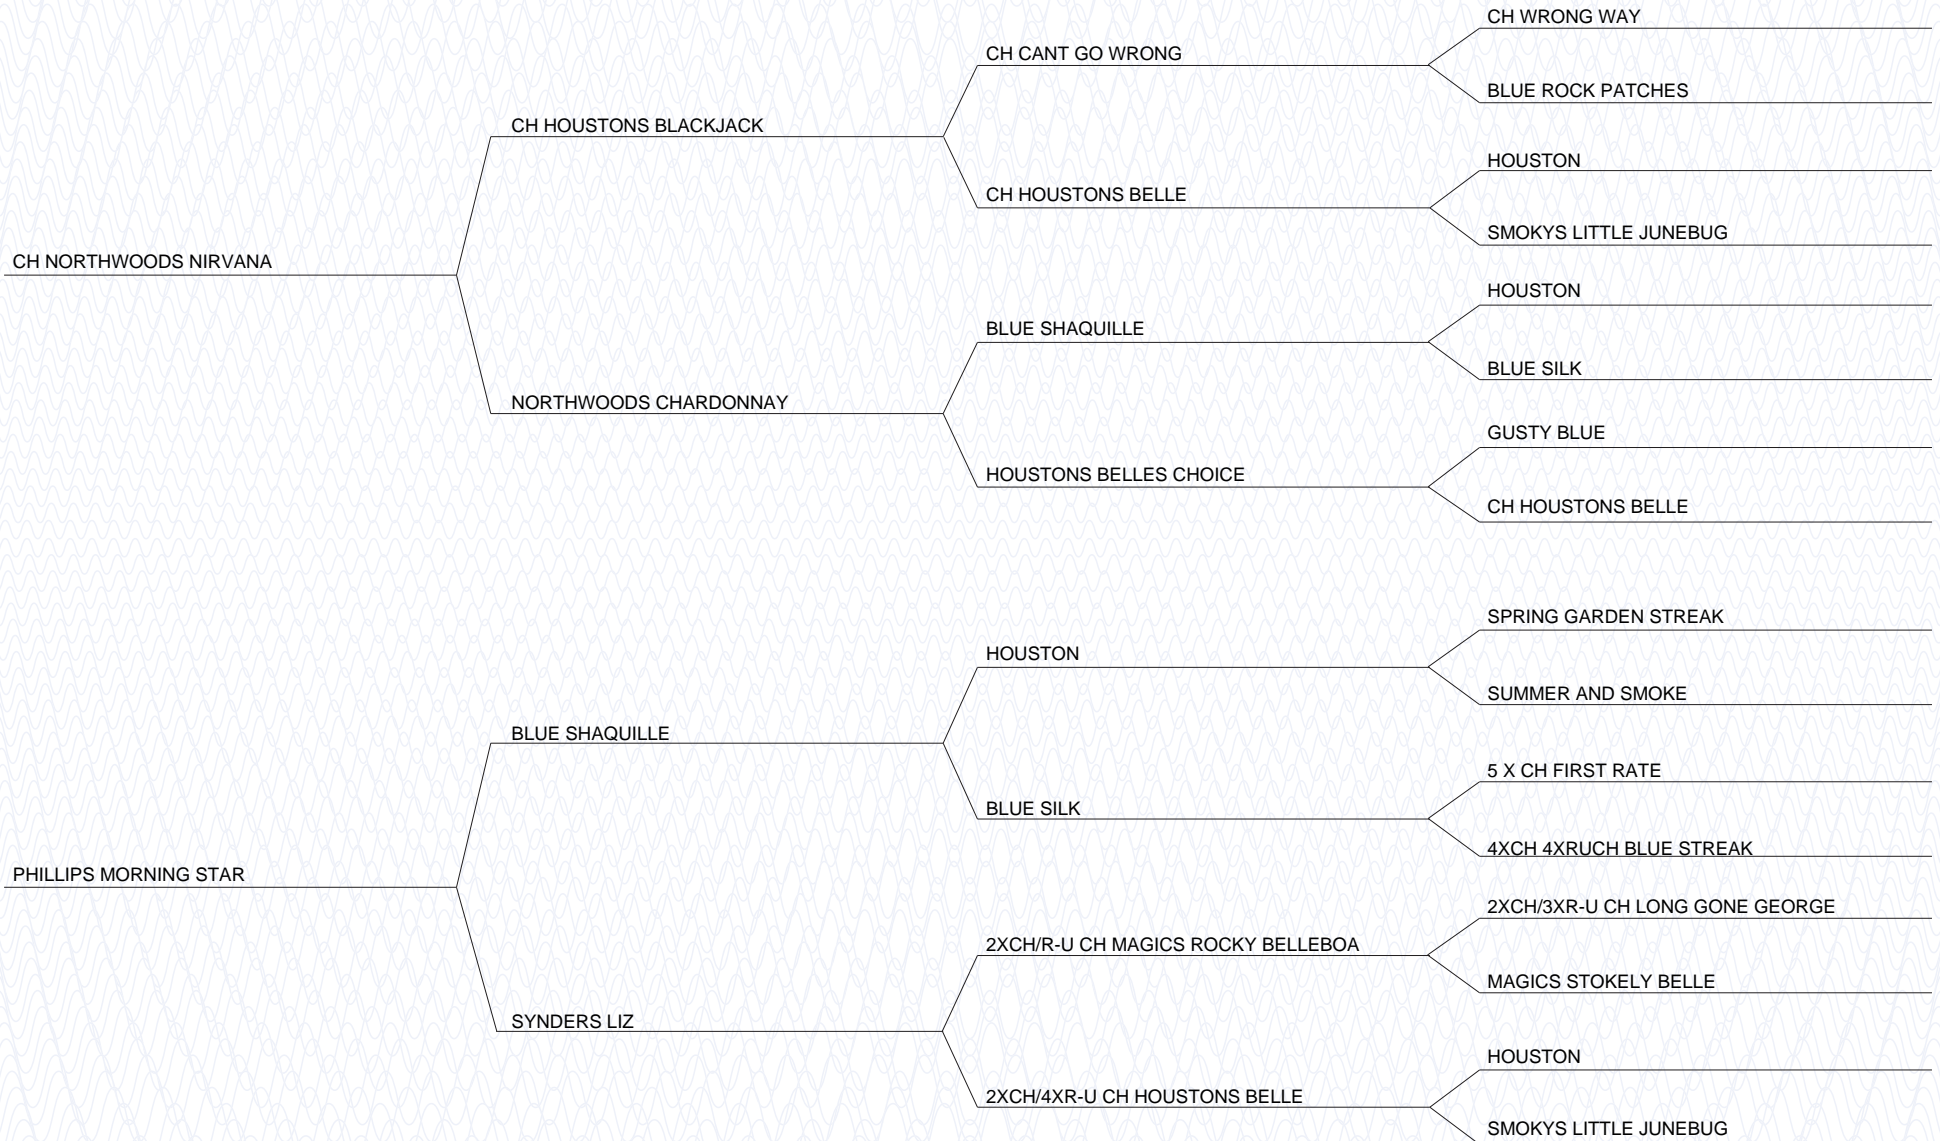 CH WRONG WAY
CH CANT GO WRONG
BLUE ROCK PATCHES
CH HOUSTONS BLACKJACK
HOUSTON
CH HOUSTONS BELLE
SMOKYS LITTLE JUNEBUG
CH NORTHWOODS NIRVANA
HOUSTON
BLUE SHAQUILLE
BLUE SILK
NORTHWOODS CHARDONNAY
GUSTY BLUE
HOUSTONS BELLES CHOICE
CH HOUSTONS BELLE
SPRING GARDEN STREAK
HOUSTON
SUMMER AND SMOKE
BLUE SHAQUILLE
5 X CH FIRST RATE
BLUE SILK
4XCH 4XRUCH BLUE STREAK
PHILLIPS MORNING STAR
2XCH/3XR-U CH LONG GONE GEORGE
2XCH/R-U CH MAGICS ROCKY BELLEBOA
MAGICS STOKELY BELLE
SYNDERS LIZ
HOUSTON
2XCH/4XR-U CH HOUSTONS BELLE
SMOKYS LITTLE JUNEBUG